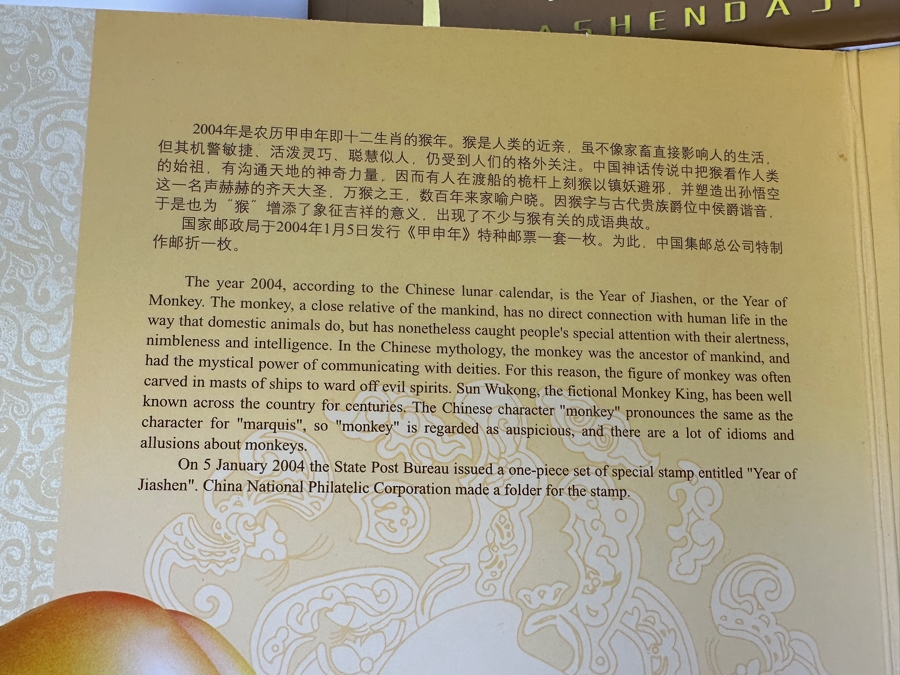 ASHENDAJI
2004年是农历甲申年即十二生肖的猴年。猴是人类的近亲，虽不像家畜直接影响人的生活，
但其机警敏捷、活泼灵巧、聪慧似人，仍受到人们的格外关注。中国神话传说中把猴看作人类
的始祖，有沟通天地的神奇力量，因而有人在渡船的桅杆上刻猴以镇妖避邪，并塑造出孙悟空
这一名声赫赫的齐天大圣，万猴之王，数百年来家喻户晓。因猴字与古代贵族爵位中侯爵谐音，
于是也为“猴”增添了象征吉祥的意义，出现了不少与猴有关的成语典故。
国家邮政局于2004年1月5日发行《甲申年》特种邮票一套一枚。为此，中国集邮总公司特制
作邮折一枚。
The year 2004, according to the Chinese lunar calendar, is the Year of Jiashen, or the Year of
Monkey. The monkey, a close relative of the mankind, has no direct connection with human life in the
way that domestic animals do, but has nonetheless caught people's special attention with their alertness,
nimbleness and intelligence. In the Chinese mythology, the monkey was the ancestor of mankind, and
had the mystical power of communicating with deities. For this reason, the figure of monkey was often
carved in masts of ships to ward off evil spirits. Sun Wukong, the fictional Monkey King, has been well
known across the country for centuries. The Chinese character "monkey" pronounces the same as the
character for "marquis", so "monkey" is regarded as auspicious, and there are a lot of idioms and
allusions about monkeys.
On 5 January 2004 the State Post Bureau issued a one-piece set of special stamp entitled "Year of
Jiashen". China National Philatelic Corporation made a folder for the stamp.